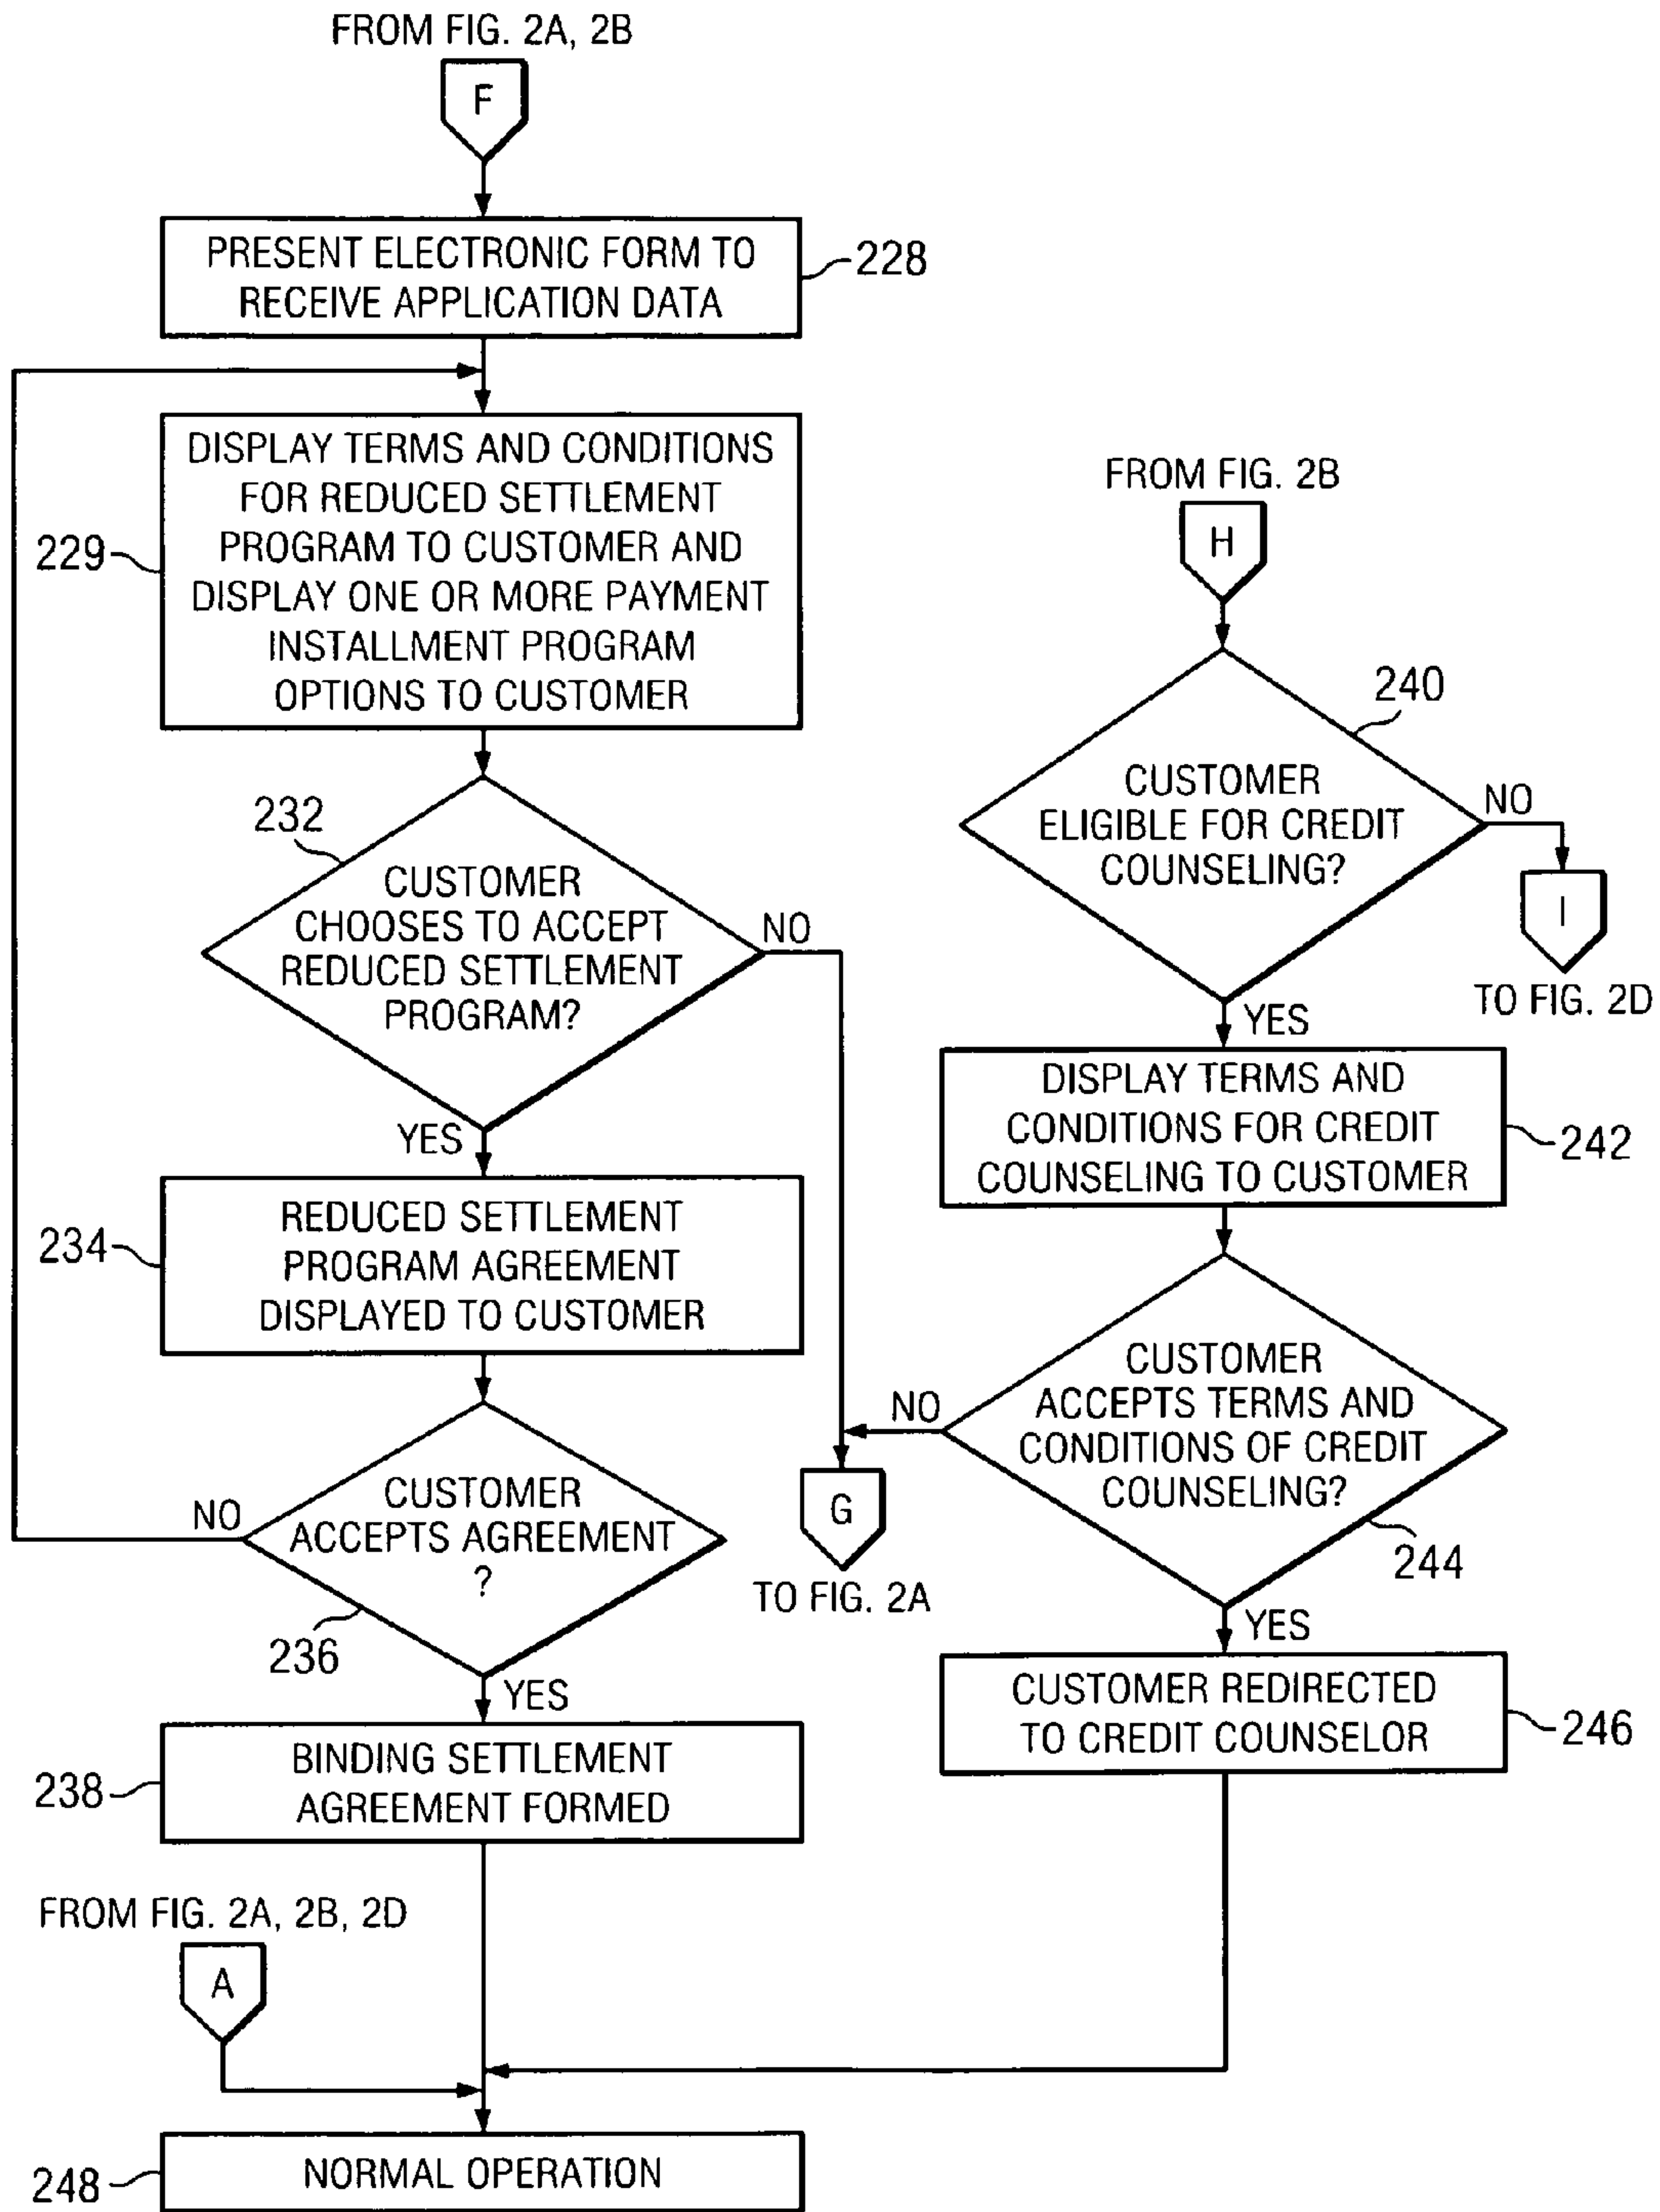 FROM FIG. 2A, 2B
F
PRESENT ELECTRONIC FORM TO
RECEIVE APPLICATION DATA
228
DISPLAY TERMS AND CONDITIONS
FOR REDUCED SETTLEMENT
PROGRAM TO CUSTOMER AND
DISPLAY ONE OR MORE PAYMENT
INSTALLMENT PROGRAM
OPTIONS TO CUSTOMER
229
232
CUSTOMER
CHOOSES TO ACCEPT
REDUCED SETTLEMENT
PROGRAM?
NO
YES
REDUCED SETTLEMENT
PROGRAM AGREEMENT
DISPLAYED TO CUSTOMER
234
CUSTOMER
ACCEPTS AGREEMENT
?
NO
236
YES
BINDING SETTLEMENT
AGREEMENT FORMED
238
FROM FIG. 2A, 2B, 2D
A
NORMAL OPERATION
248
FROM FIG. 2B
H
240
CUSTOMER
ELIGIBLE FOR CREDIT
COUNSELING?
NO
I
TO FIG. 2D
YES
DISPLAY TERMS AND
CONDITIONS FOR CREDIT
COUNSELING TO CUSTOMER
242
CUSTOMER
ACCEPTS TERMS AND
CONDITIONS OF CREDIT
COUNSELING?
NO
G
TO FIG. 2A
244
YES
CUSTOMER REDIRECTED
TO CREDIT COUNSELOR
246